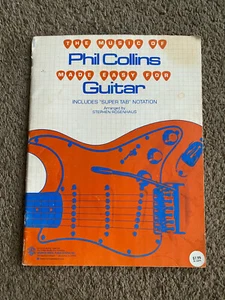 THE MUSIC OF
Phil Collins
MADE EASY FOR
Guitar
INCLUDES "SUPER TAB" NOTATION
Arranged by
STEPHEN ROSENHAUS